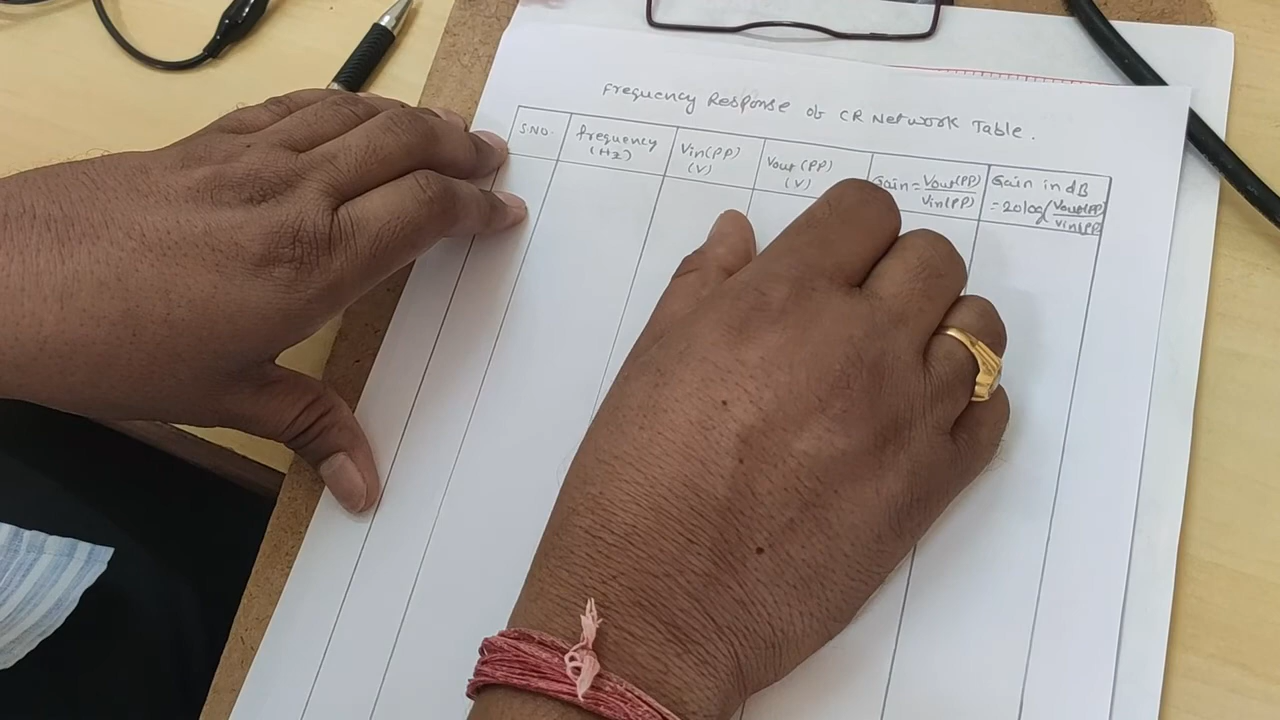 Frequency Response of CR Network Table.
S.NO.
frequency
(Hz)
Vin(PP)
(V)
Vout (PP)
(V)
Gain = Vout(PP)
Vin(PP)
Gain in dB
= 20log(Vout(PP)
Vin(PP)